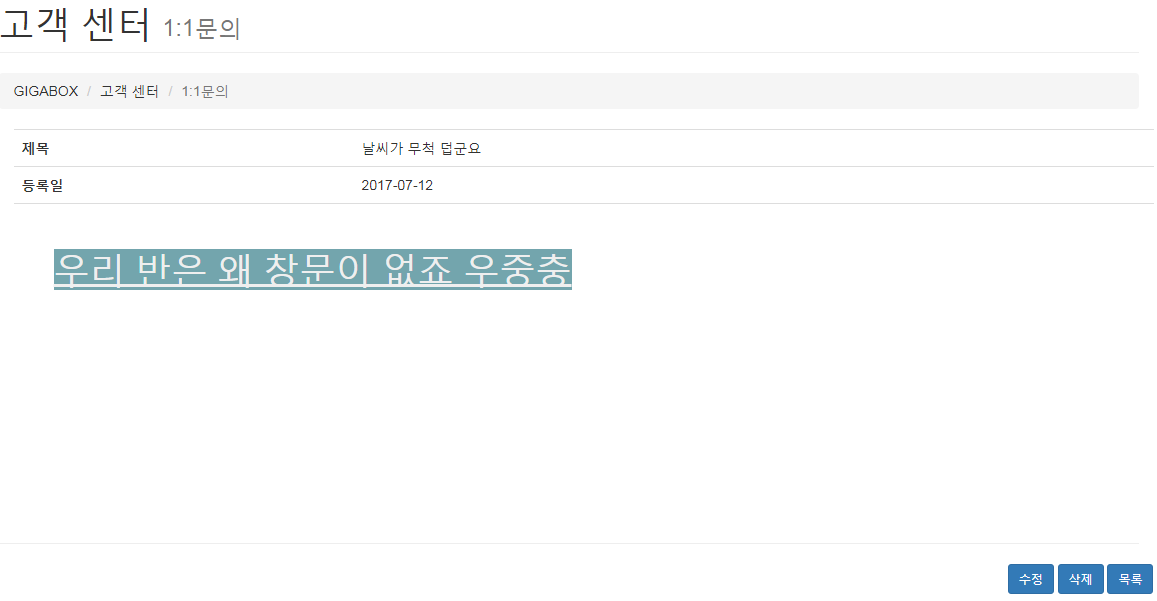 고객 센터 1:1문의
GIGABOX / 고객 센터 / 1:1문의
제목 날씨가 무척 덥군요
등록일 2017-07-12
우리 반은 왜 창문이 없죠 우중충
수정 삭제 목록